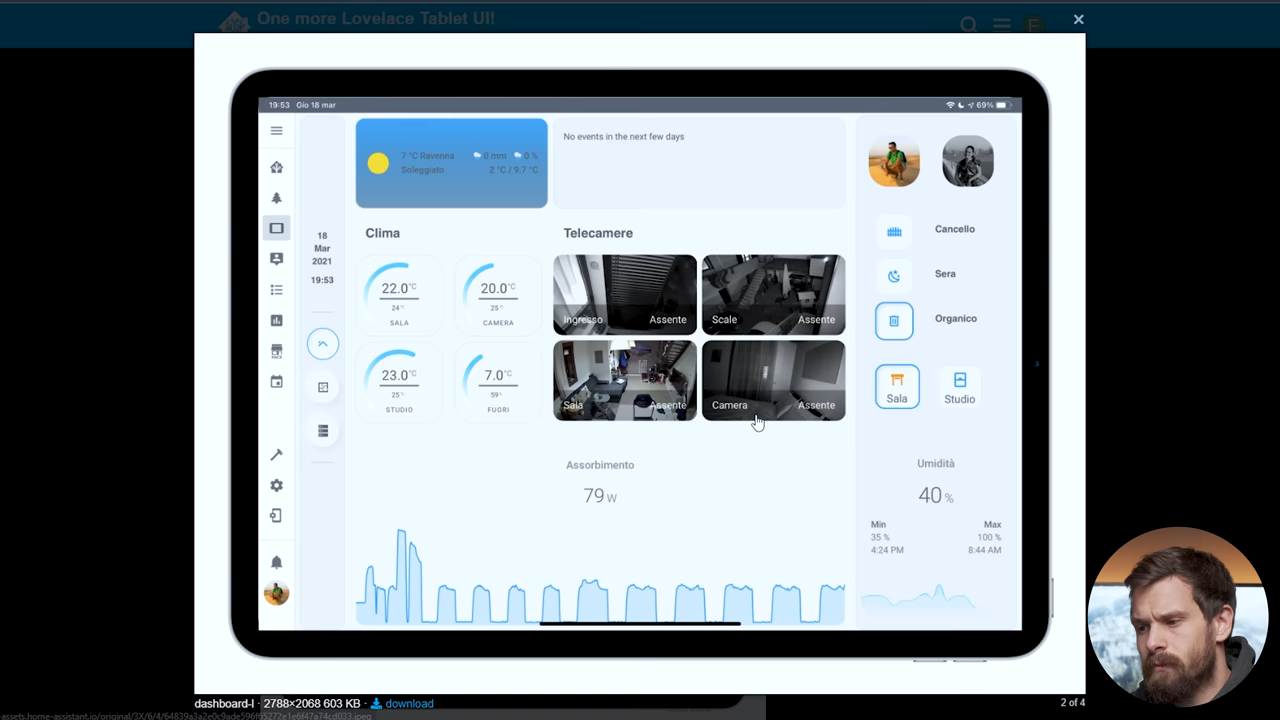 One more Lovelace Tablet UI!
19:53 Gio 18 mar
69%
7 °C Ravenna
0 mm
0 %
Soleggiato
2 °C / 9.7 °C
No events in the next few days
18
Mar
2021
19:53
Clima
22.0°C
24°
SALA
20.0°C
25°
CAMERA
23.0°C
25°
STUDIO
7.0°C
59%
FUORI
Telecamere
Ingresso Assente
Scale Assente
Sala Assente
Camera Assente
Assorbimento
79 W
Cancello
Sera
Organico
Sala
Studio
Umidità
40 %
Min Max
35 % 100 %
4:24 PM 8:44 AM
dashboard-l · 2788×2068 603 KB · download
2 of 4